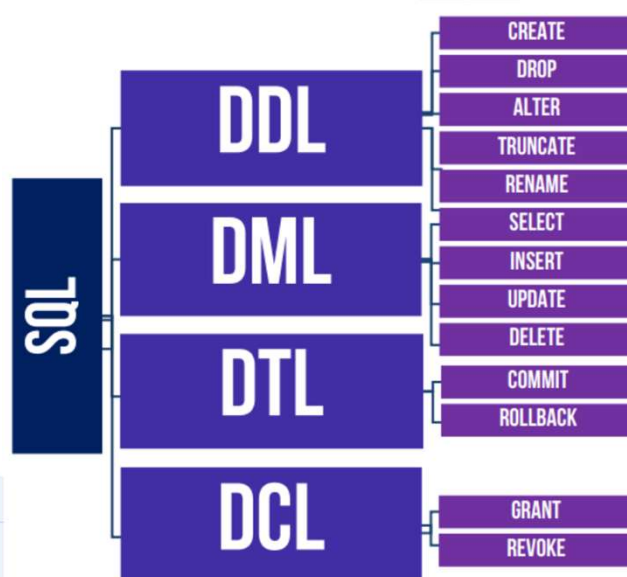 SQL
DDL
CREATE
DROP
ALTER
TRUNCATE
RENAME
DML
SELECT
INSERT
UPDATE
DELETE
DTL
COMMIT
ROLLBACK
DCL
GRANT
REVOKE